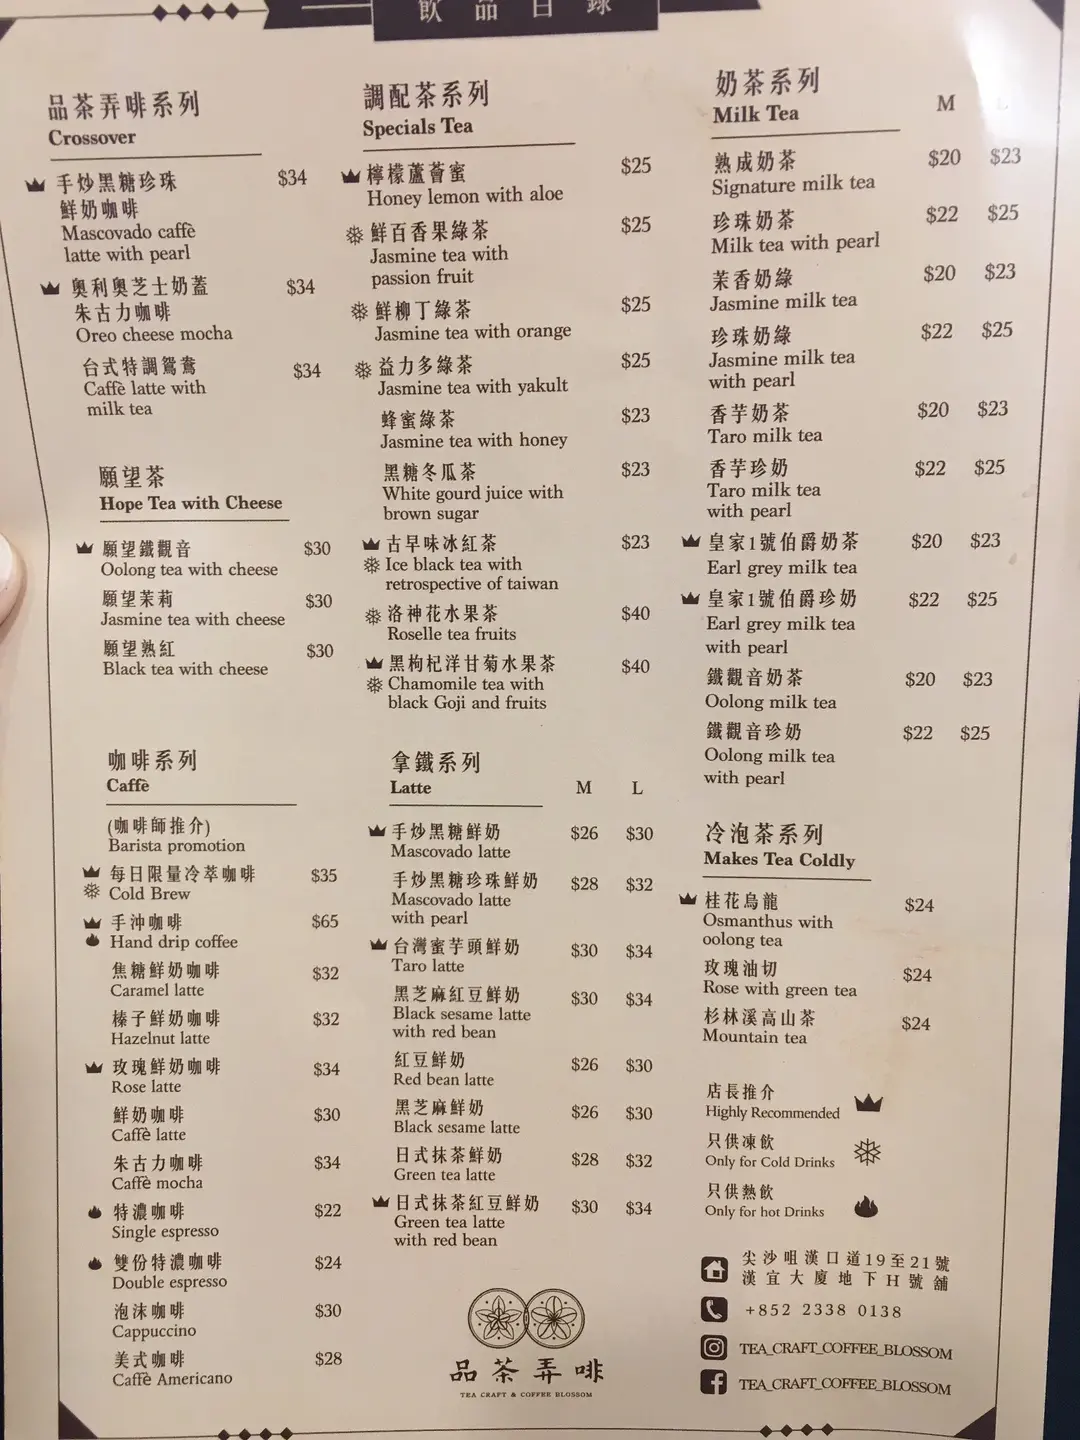 飲品目錄
品茶弄啡系列
Crossover
手炒黑糖珍珠 $34
鮮奶咖啡
Mascovado caffè
latte with pearl
奧利奧芝士奶蓋 $34
朱古力咖啡
Oreo cheese mocha
台式特調鴛鴦 $34
Caffè latte with
milk tea
願望茶
Hope Tea with Cheese
願望鐵觀音 $30
Oolong tea with cheese
願望茉莉 $30
Jasmine tea with cheese
願望熟紅 $30
Black tea with cheese
咖啡系列
Caffè
(咖啡師推介)
Barista promotion
每日限量冷萃咖啡 $35
Cold Brew
手沖咖啡 $65
Hand drip coffee
焦糖鮮奶咖啡 $32
Caramel latte
榛子鮮奶咖啡 $32
Hazelnut latte
玫瑰鮮奶咖啡 $34
Rose latte
鮮奶咖啡 $30
Caffè latte
朱古力咖啡 $34
Caffè mocha
特濃咖啡 $22
Single espresso
雙份特濃咖啡 $24
Double espresso
泡沫咖啡 $30
Cappuccino
美式咖啡 $28
Caffè Americano
調配茶系列
Specials Tea
檸檬蘆薈蜜 $25
Honey lemon with aloe
鮮百香果綠茶 $25
Jasmine tea with
passion fruit
鮮柳丁綠茶 $25
Jasmine tea with orange
益力多綠茶 $25
Jasmine tea with yakult
蜂蜜綠茶 $23
Jasmine tea with honey
黑糖冬瓜茶 $23
White gourd juice with
brown sugar
古早味冰紅茶 $23
Ice black tea with
retrospective of taiwan
洛神花水果茶 $40
Roselle tea fruits
黑枸杞洋甘菊水果茶 $40
Chamomile tea with
black Goji and fruits
拿鐵系列
Latte M L
手炒黑糖鮮奶 $26 $30
Mascovado latte
手炒黑糖珍珠鮮奶 $28 $32
Mascovado latte
with pearl
台灣蜜芋頭鮮奶 $30 $34
Taro latte
黑芝麻紅豆鮮奶 $30 $34
Black sesame latte
with red bean
紅豆鮮奶 $26 $30
Red bean latte
黑芝麻鮮奶 $26 $30
Black sesame latte
日式抹茶鮮奶 $28 $32
Green tea latte
日式抹茶紅豆鮮奶 $30 $34
Green tea latte
with red bean
品茶弄啡
TEA CRAFT & COFFEE BLOSSOM
奶茶系列
Milk Tea M L
熟成奶茶 $20 $23
Signature milk tea
珍珠奶茶 $22 $25
Milk tea with pearl
茉香奶綠 $20 $23
Jasmine milk tea
珍珠奶綠 $22 $25
Jasmine milk tea
with pearl
香芋奶茶 $20 $23
Taro milk tea
香芋珍奶 $22 $25
Taro milk tea
with pearl
皇家1號伯爵奶茶 $20 $23
Earl grey milk tea
皇家1號伯爵珍奶 $22 $25
Earl grey milk tea
with pearl
鐵觀音奶茶 $20 $23
Oolong milk tea
鐵觀音珍奶 $22 $25
Oolong milk tea
with pearl
冷泡茶系列
Makes Tea Coldly
桂花烏龍 $24
Osmanthus with
oolong tea
玫瑰油切 $24
Rose with green tea
杉林溪高山茶 $24
Mountain tea
店長推介
Highly Recommended
只供凍飲
Only for Cold Drinks
只供熱飲
Only for hot Drinks
尖沙咀漢口道19至21號
漢宜大廈地下H號舖
+852 2338 0138
TEA_CRAFT_COFFEE_BLOSSOM
TEA_CRAFT_COFFEE_BLOSSOM